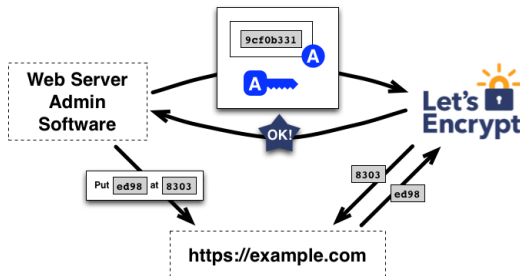 9cf0b331
A
A
Web Server
Admin
Software
Let's
Encrypt
OK!
Put ed98 at 8303
8303
ed98
https://example.com